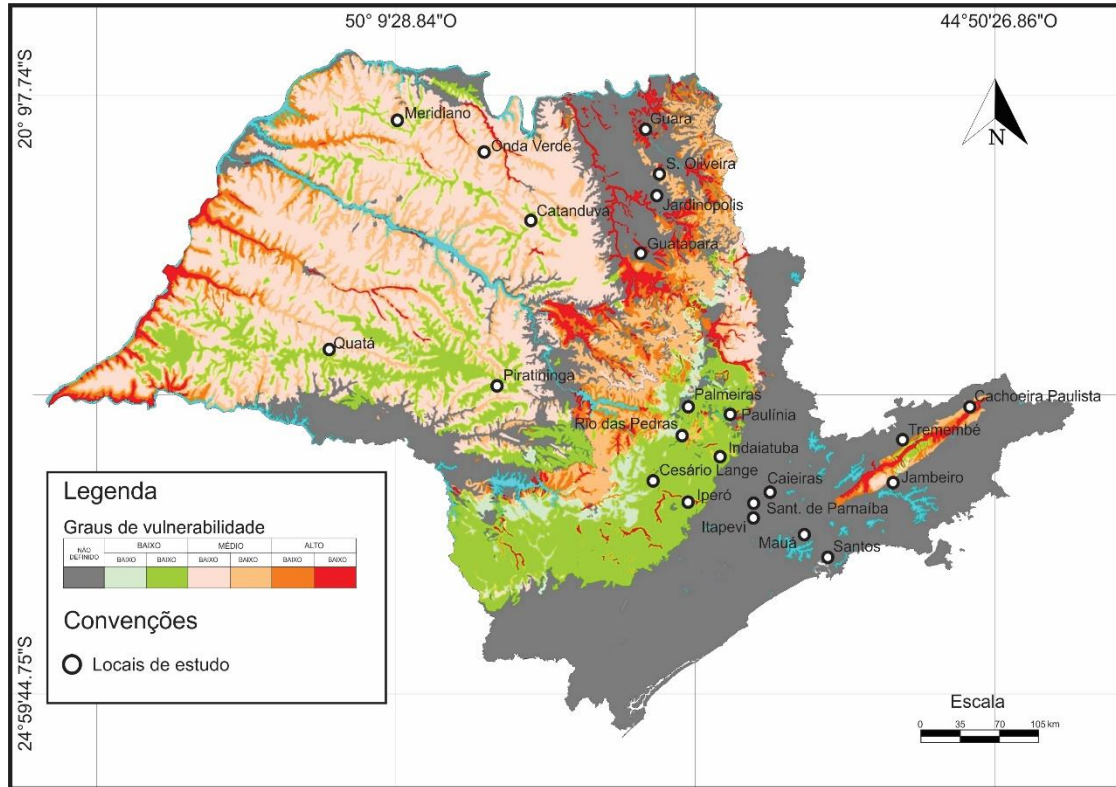 50° 9'28.84"O
44°50'26.86"O
20° 9'7.74"S
24°59'44.75"S
N
Meridiano
Onda Verde
Catanduva
Guara
S. Oliveira
Jardinópolis
Guatapara
Quatá
Piratininga
Palmeiras
Paulínia
Rio das Pedras
Indaiatuba
Cesário Lange
Iperó
Cachoeira Paulista
Tremembé
Jambeiro
Caieiras
Sant. de Parnaíba
Itapevi
Mauá
Santos
Legenda
Graus de vulnerabilidade
NÃO DEFINIDO
BAIXO MÉDIO ALTO
BAIXO BAIXO BAIXO BAIXO BAIXO BAIXO
Convenções
Locais de estudo
Escala
0 35 70 105 km